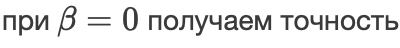 при β = 0 получаем точность